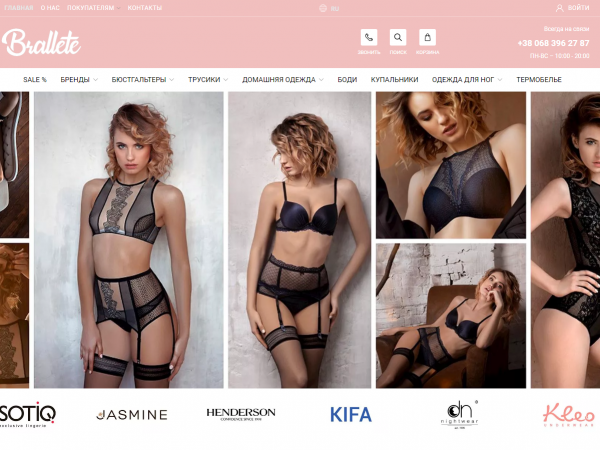 ГЛАВНАЯ О НАС ПОКУПАТЕЛЯМ КОНТАКТЫ RU ВОЙТИ
Brallete
ЗВОНИТЬ ПОИСК КОРЗИНА
Всегда на связи
+38 068 396 27 87
ПН-ВС – 10:00 - 20:00
SALE % БРЕНДЫ БЮСТГАЛЬТЕРЫ ТРУСИКИ ДОМАШНЯЯ ОДЕЖДА БОДИ КУПАЛЬНИКИ ОДЕЖДА ДЛЯ НОГ ТЕРМОБЕЛЬЕ
SOTIQ
exclusive lingerie
JASMINE
HENDERSON
CONFIDENCE, SINCE 1996
KIFA
dn
nightwear
Kleo